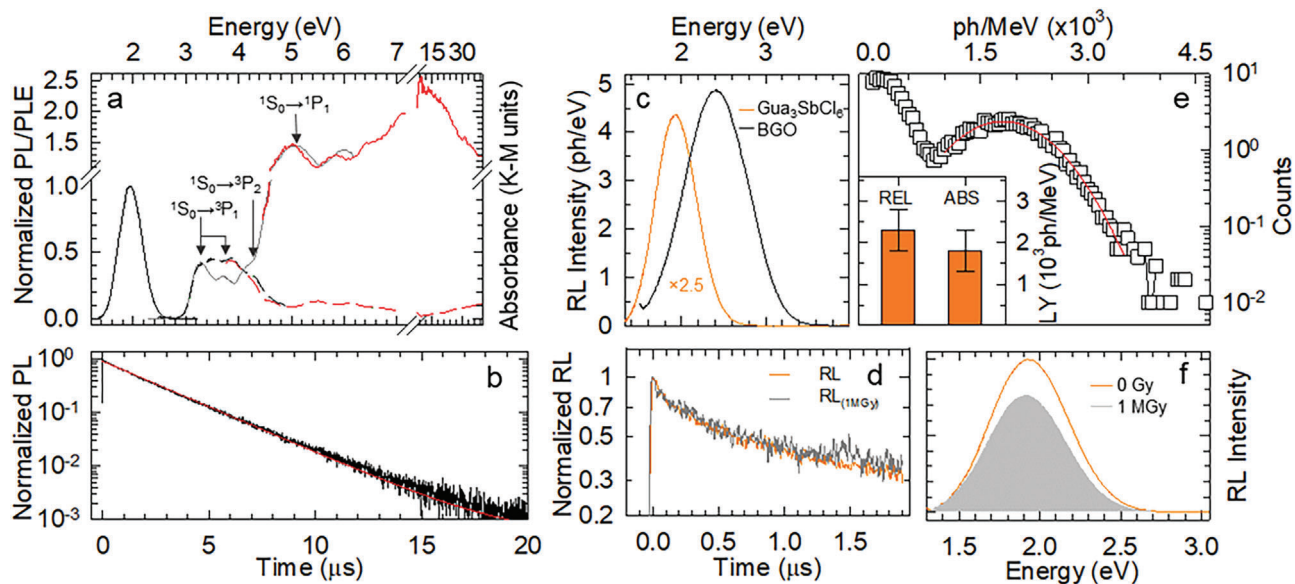 Energy (eV)
2 3 4 5 6 7 15 30
a
Normalized PL/PLE
2.5
2.0
1.5
1.0
0.5
0.0
¹S₀→¹P₁
¹S₀→³P₂
¹S₀→³P₁
Absorbance (K-M units)
b
Normalized PL
10⁰
10⁻¹
10⁻²
10⁻³
0 5 10 15 20
Time (μs)
Energy (eV)
2 3 4
c
RL Intensity (ph/eV)
5
4
3
2
1
0
Gua₃SbCl₆
BGO
×2.5
d
Normalized RL
1
0.7
0.5
0.3
0.2
RL
RL(1MGy)
0.0 0.5 1.0 1.5
Time (μs)
ph/MeV (x10³)
0.0 1.5 3.0 4.5
e
10¹
10⁰
10⁻¹
10⁻²
Counts
REL ABS
3
2
1
LY (10³ph/MeV)
f
0 Gy
1 MGy
RL Intensity
1.5 2.0 2.5 3.0
Energy (eV)